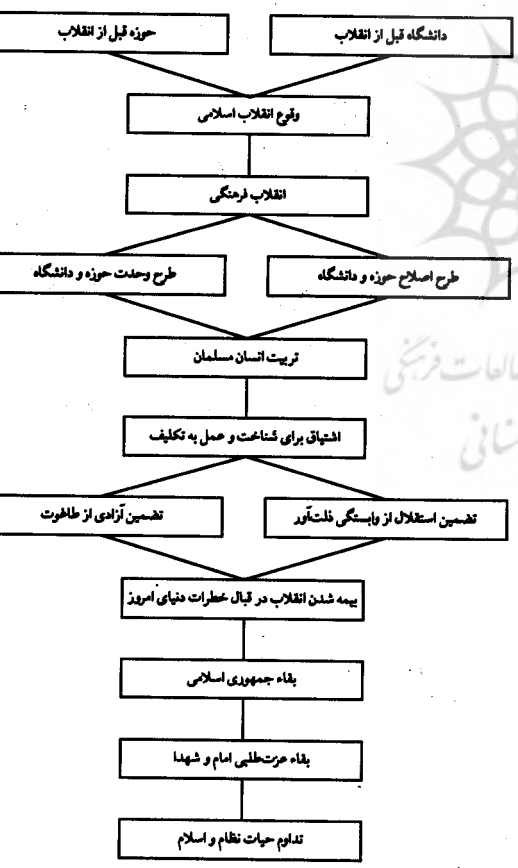 دانشگاه قبل از انقلاب
حوزه قبل از انقلاب
وقوع انقلاب اسلامی
انقلاب فرهنگی
طرح اصلاح حوزه و دانشگاه
طرح وحدت حوزه و دانشگاه
تربیت انسان مسلمان
اشتیاق برای شناخت و عمل به تکلیف
تضمین استقلال از وابستگی ذلت‌آور
تضمین آزادی از طاغوت
بیمه شدن انقلاب در قبال خطرات دنیای امروز
بقاء جمهوری اسلامی
بقاء عزت‌طلبی امام و شهدا
تداوم حیات نظام و اسلام